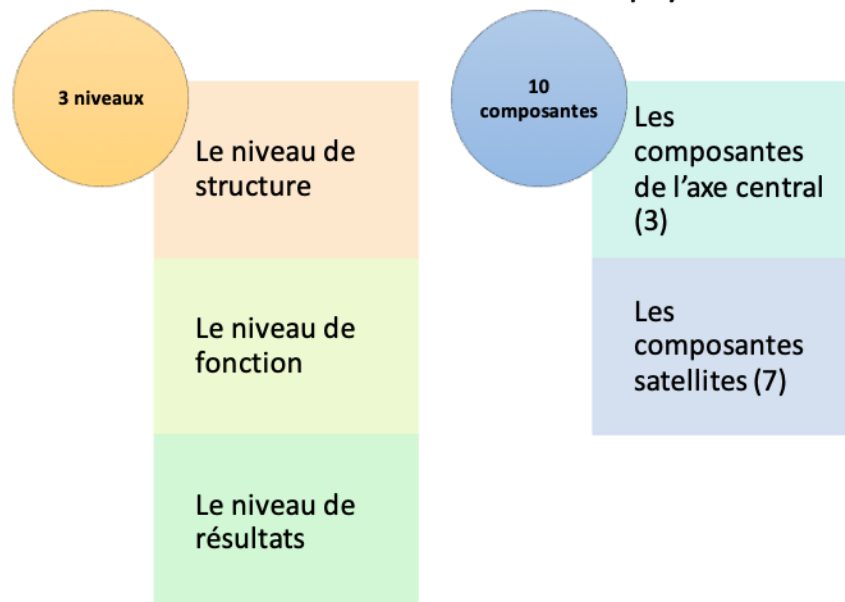 3 niveaux
Le niveau de
structure
Le niveau de
fonction
Le niveau de
résultats
10
composantes
Les
composantes
de l’axe central
(3)
Les
composantes
satellites (7)